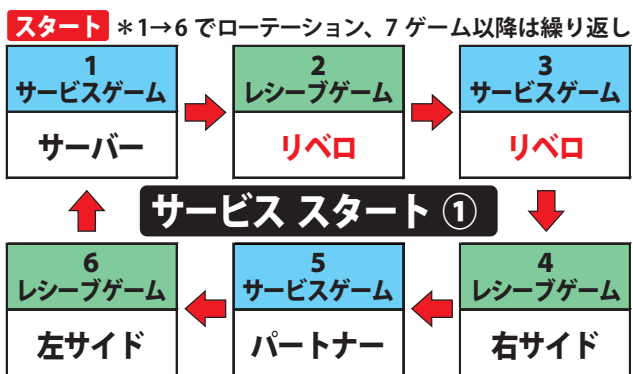 スタート ＊1→6 でローテーション、7 ゲーム以降は繰り返し
1
サービスゲーム
サーバー
2
レシーブゲーム
リベロ
3
サービスゲーム
リベロ
サービス スタート ①
6
レシーブゲーム
左サイド
5
サービスゲーム
パートナー
4
レシーブゲーム
右サイド